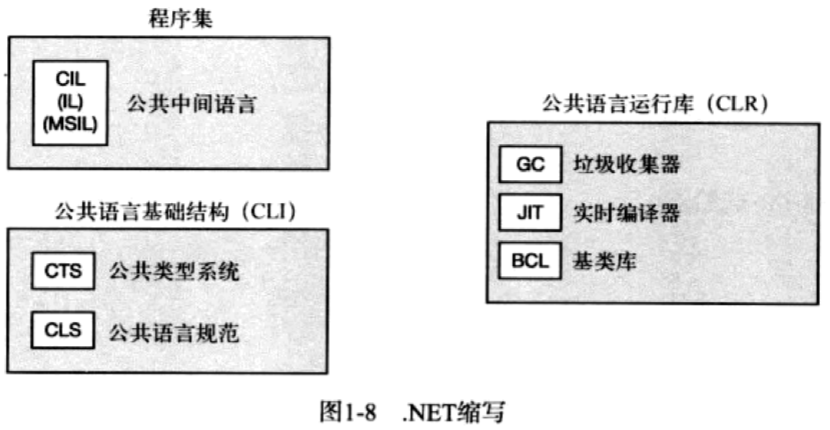 程序集
CIL
(IL)
(MSIL)
公共中间语言
公共语言基础结构（CLI）
CTS 公共类型系统
CLS 公共语言规范
公共语言运行库（CLR）
GC 垃圾收集器
JIT 实时编译器
BCL 基类库
图1-8 .NET缩写